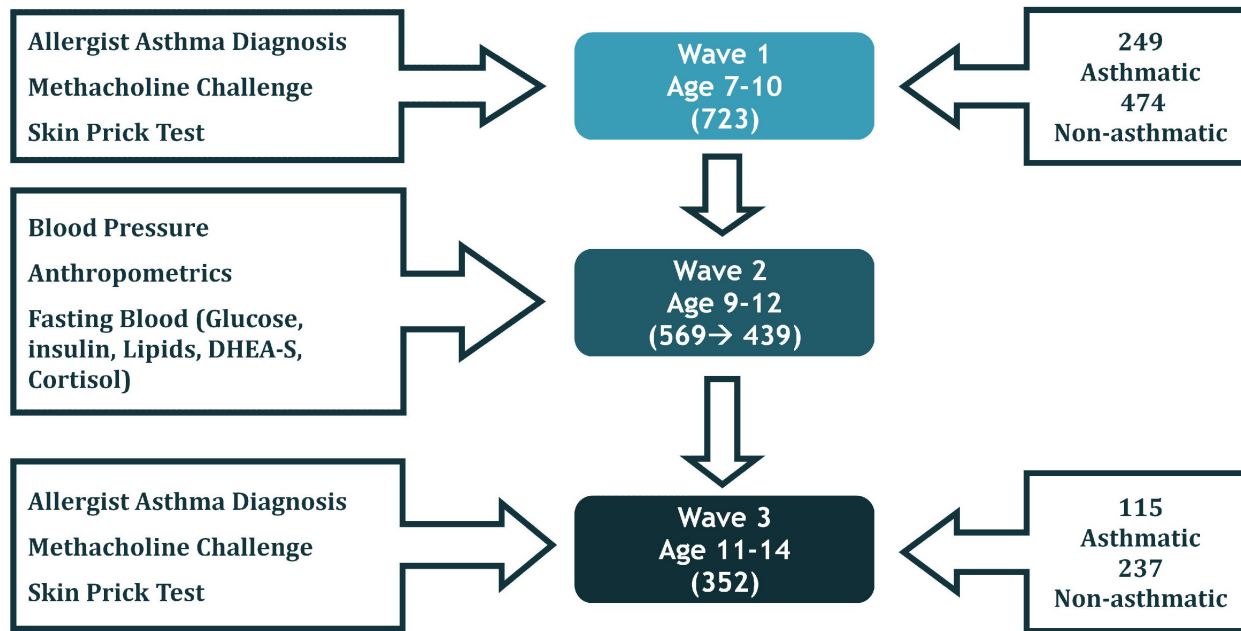 Allergist Asthma Diagnosis
Methacholine Challenge
Skin Prick Test
Wave 1
Age 7-10
(723)
249
Asthmatic
474
Non-asthmatic
Blood Pressure
Anthropometrics
Fasting Blood (Glucose,
insulin, Lipids, DHEA-S,
Cortisol)
Wave 2
Age 9-12
(569→ 439)
Allergist Asthma Diagnosis
Methacholine Challenge
Skin Prick Test
Wave 3
Age 11-14
(352)
115
Asthmatic
237
Non-asthmatic